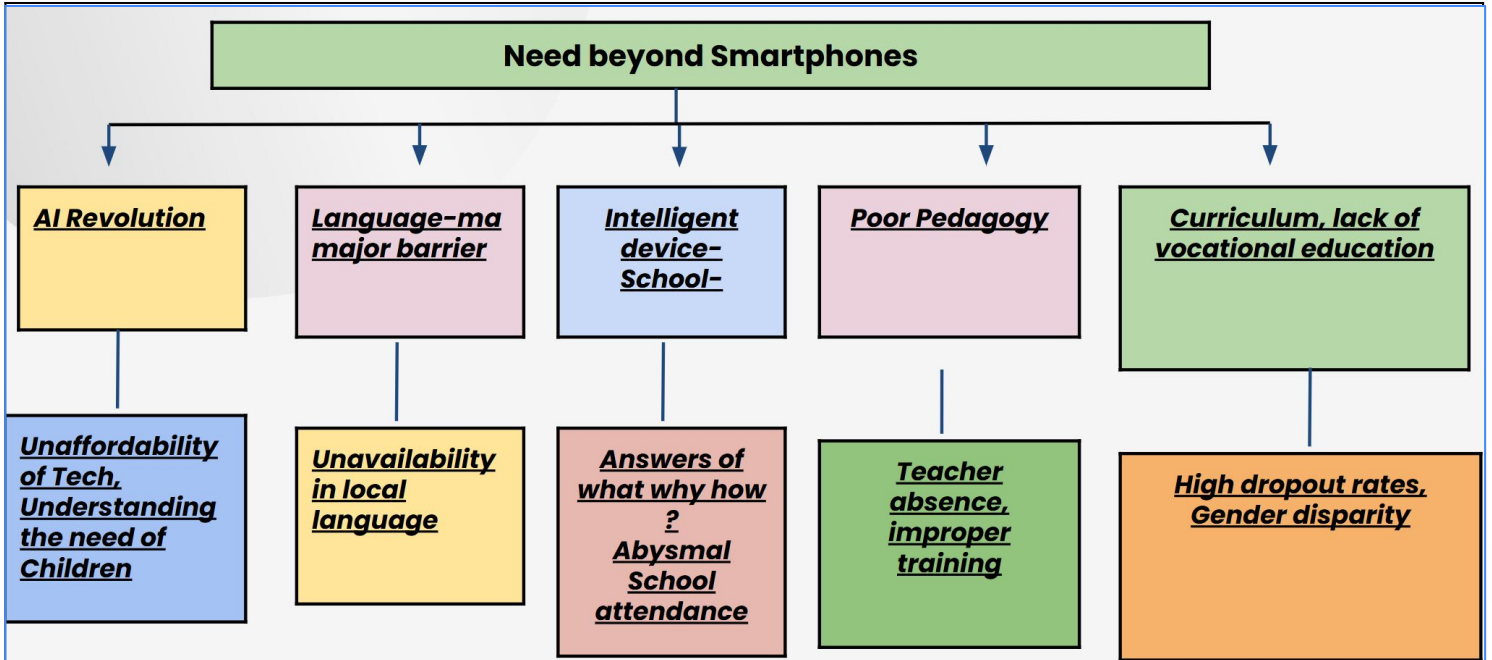 Need beyond Smartphones
AI Revolution
Language-ma
major barrier
Intelligent
device-
School-
Poor Pedagogy
Curriculum, lack of
vocational education
Unaffordability
of Tech,
Understanding
the need of
Children
Unavailability
in local
language
Answers of
what why how
?
Abysmal
School
attendance
Teacher
absence,
improper
training
High dropout rates,
Gender disparity